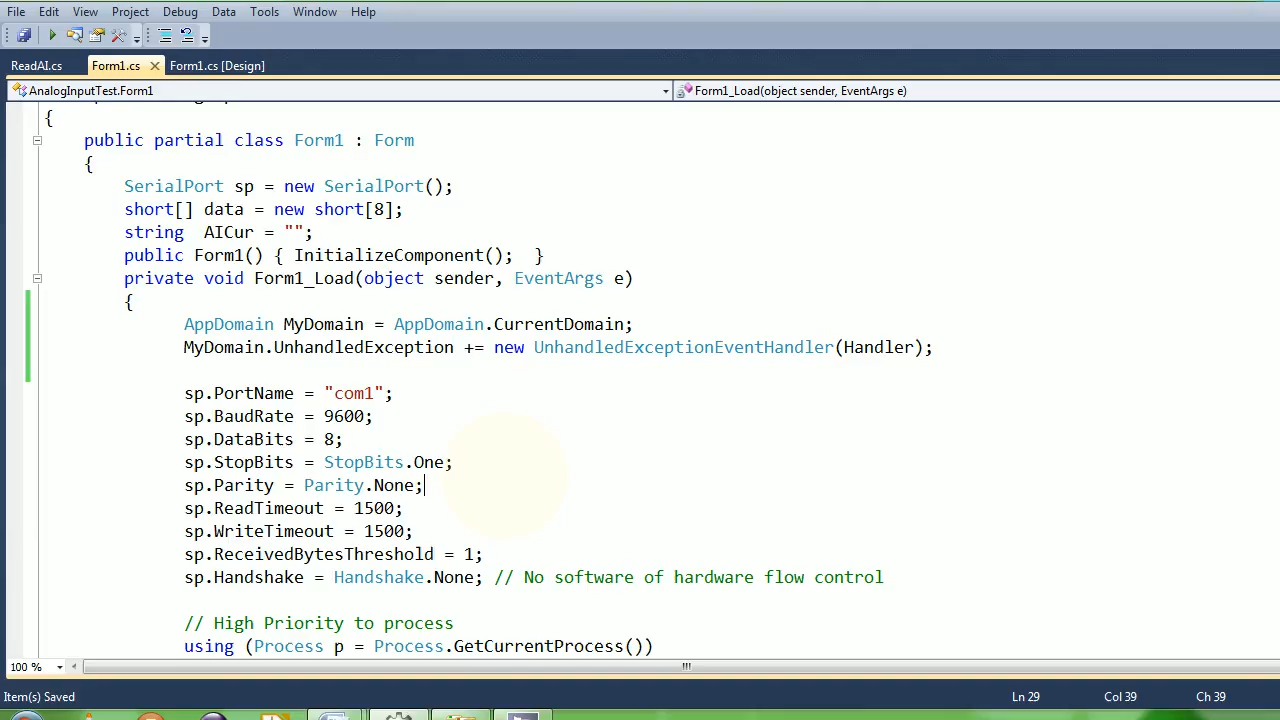 File Edit View Project Debug Data Tools Window Help
ReadAI.cs Form1.cs Form1.cs [Design]
AnalogInputTest.Form1 Form1_Load(object sender, EventArgs e)
{
public partial class Form1 : Form
{
SerialPort sp = new SerialPort();
short[] data = new short[8];
string AICur = "";
public Form1() { InitializeComponent(); }
private void Form1_Load(object sender, EventArgs e)
{
AppDomain MyDomain = AppDomain.CurrentDomain;
MyDomain.UnhandledException += new UnhandledExceptionEventHandler(Handler);
sp.PortName = "com1";
sp.BaudRate = 9600;
sp.DataBits = 8;
sp.StopBits = StopBits.One;
sp.Parity = Parity.None;
sp.ReadTimeout = 1500;
sp.WriteTimeout = 1500;
sp.ReceivedBytesThreshold = 1;
sp.Handshake = Handshake.None; // No software of hardware flow control
// High Priority to process
using (Process p = Process.GetCurrentProcess())
100 %
Item(s) Saved Ln 29 Col 39 Ch 39